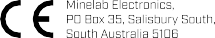 CE
Minelab Electronics,
PO Box 35, Salisbury South,
South Australia 5106